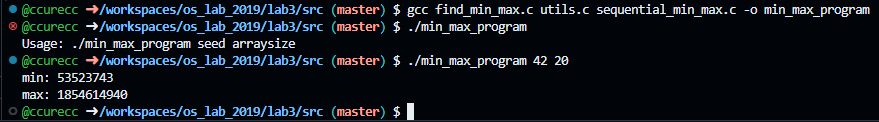 @ccurecc ➜/workspaces/os_lab_2019/lab3/src (master) $ gcc find_min_max.c utils.c sequential_min_max.c -o min_max_program
@ccurecc ➜/workspaces/os_lab_2019/lab3/src (master) $ ./min_max_program
Usage: ./min_max_program seed arraysize
@ccurecc ➜/workspaces/os_lab_2019/lab3/src (master) $ ./min_max_program 42 20
min: 53523743
max: 1854614940
@ccurecc ➜/workspaces/os_lab_2019/lab3/src (master) $